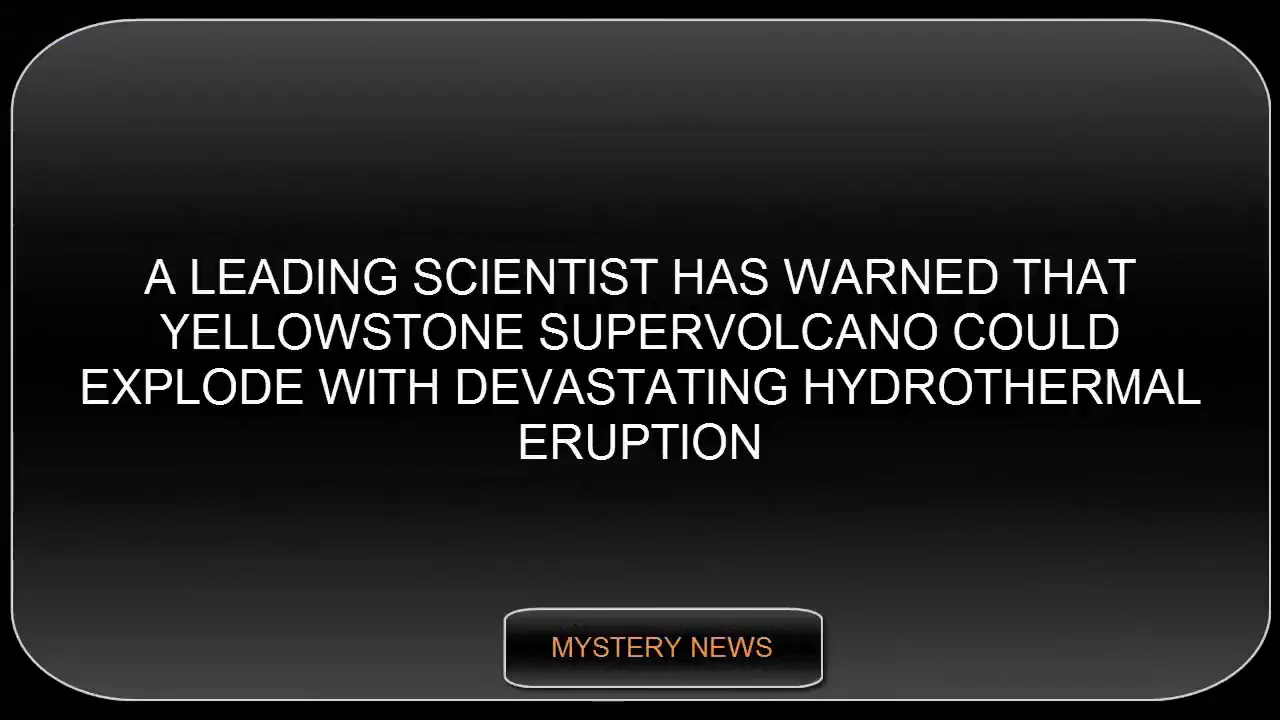 A LEADING SCIENTIST HAS WARNED THAT
YELLOWSTONE SUPERVOLCANO COULD
EXPLODE WITH DEVASTATING HYDROTHERMAL
ERUPTION
MYSTERY NEWS